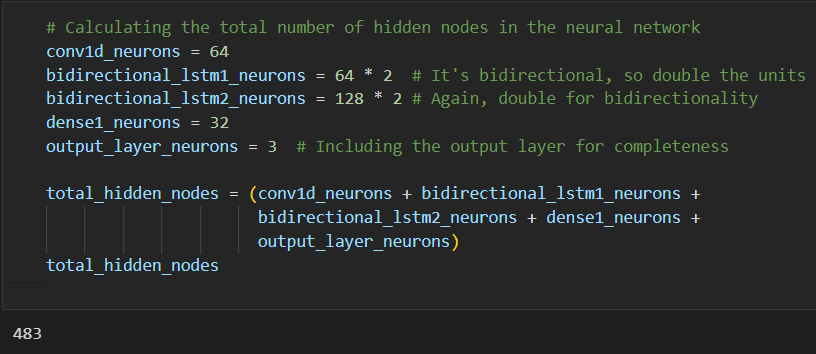 # Calculating the total number of hidden nodes in the neural network
conv1d_neurons = 64
bidirectional_lstm1_neurons = 64 * 2  # It's bidirectional, so double the units
bidirectional_lstm2_neurons = 128 * 2 # Again, double for bidirectionality
dense1_neurons = 32
output_layer_neurons = 3  # Including the output layer for completeness
total_hidden_nodes = (conv1d_neurons + bidirectional_lstm1_neurons +
bidirectional_lstm2_neurons + dense1_neurons +
output_layer_neurons)
total_hidden_nodes
483